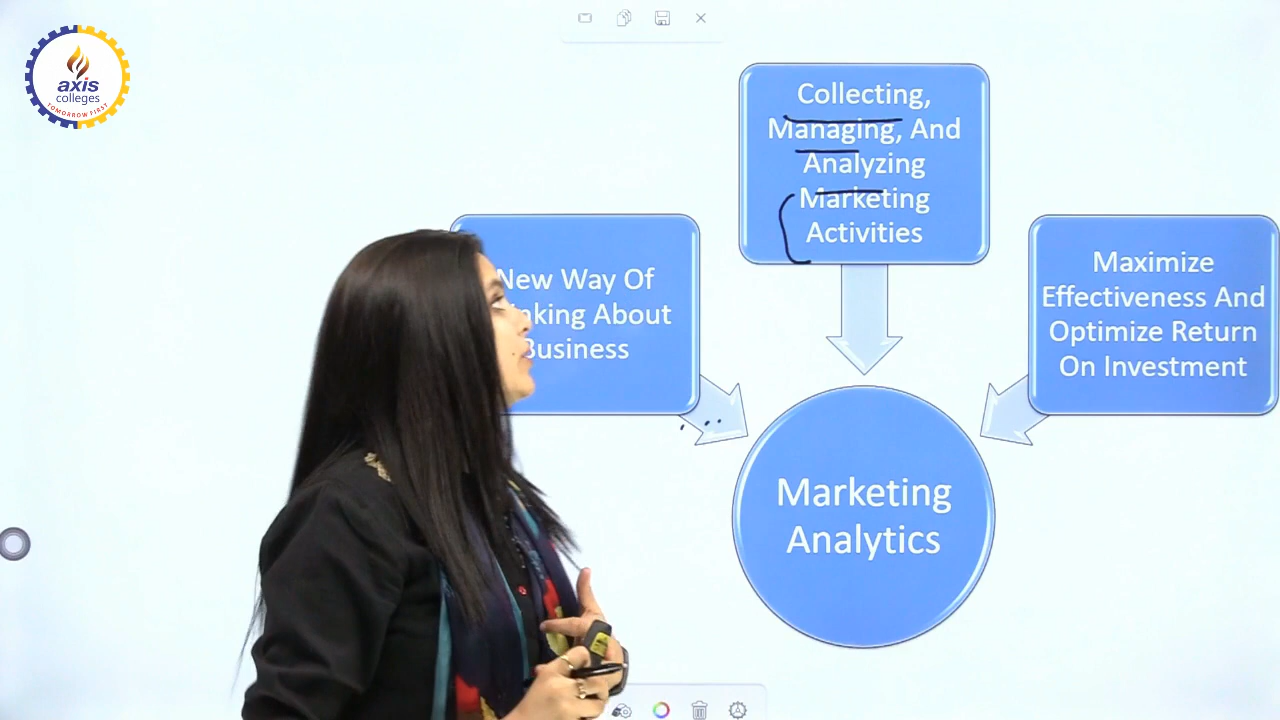 axis
colleges
TOMORROW FIRST
Collecting,
Managing, And
Analyzing
Marketing
Activities
New Way Of
About
Business
Maximize
Effectiveness And
Optimize Return
On Investment
Marketing
Analytics